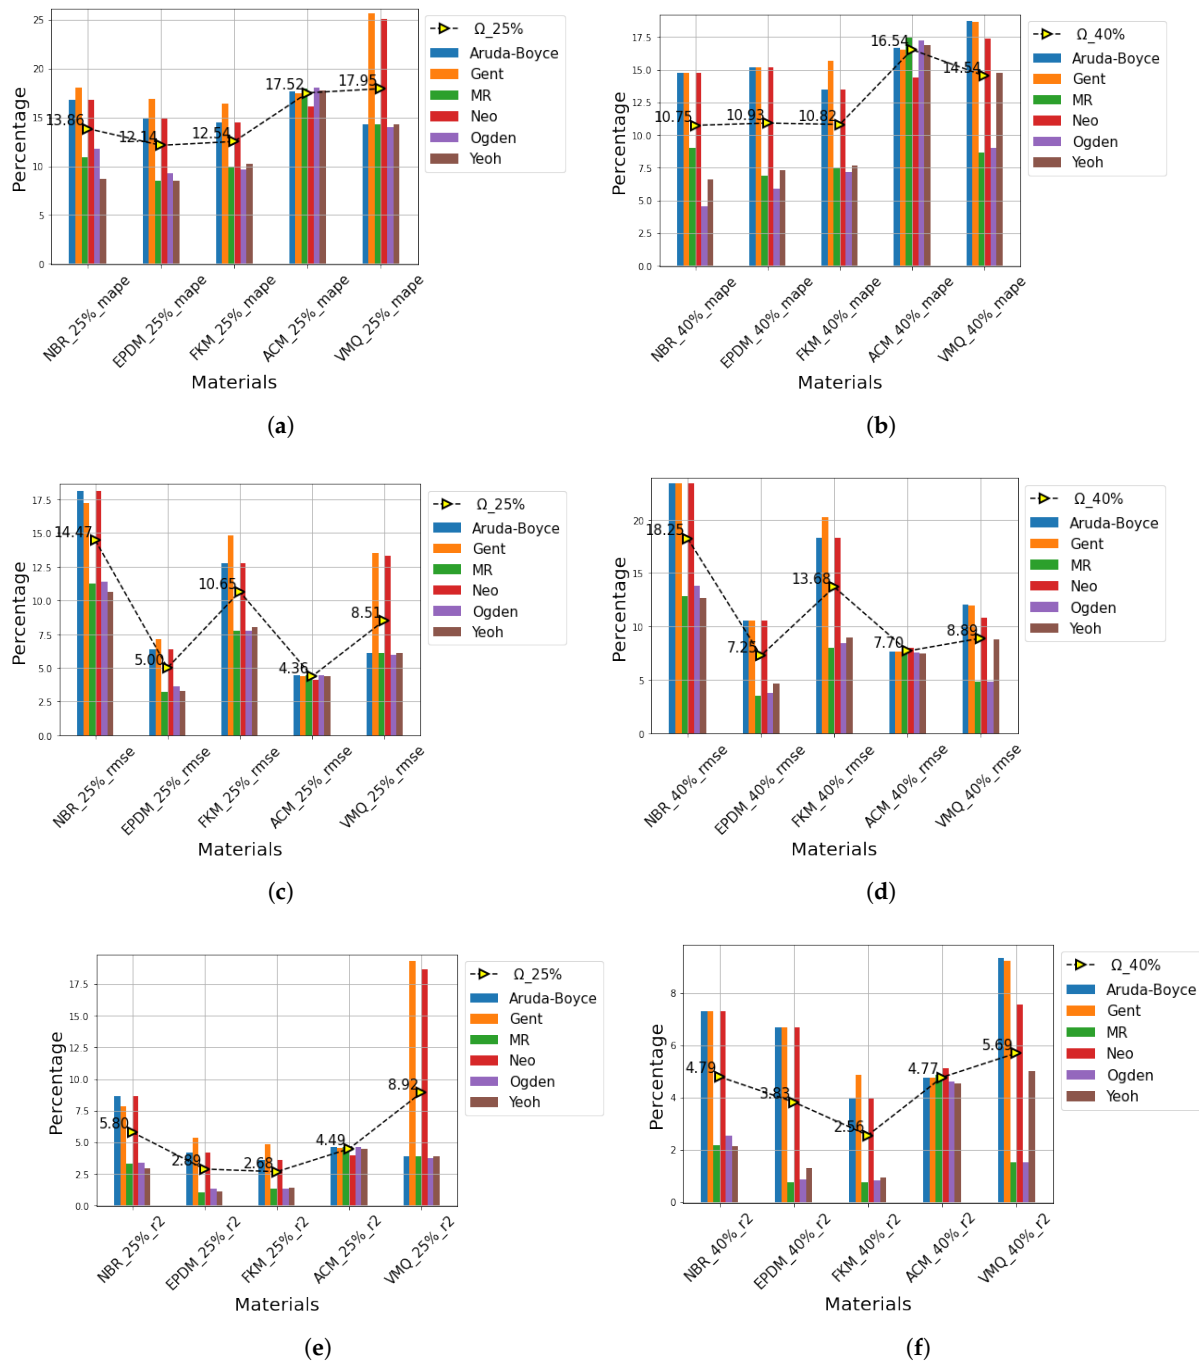 25
20
15
10
5
0
Percentage
13.86
12.14
12.54
17.52
17.95
NBR_25%_mape
EPDM_25%_mape
FKM_25%_mape
ACM_25%_mape
VMQ_25%_mape
Materials
Ω_25%
Aruda-Boyce
Gent
MR
Neo
Ogden
Yeoh
(a)
17.5
15.0
12.5
10.0
7.5
5.0
2.5
0.0
Percentage
10.75
10.93
10.82
16.54
14.54
NBR_40%_mape
EPDM_40%_mape
FKM_40%_mape
ACM_40%_mape
VMQ_40%_mape
Materials
Ω_40%
Aruda-Boyce
Gent
MR
Neo
Ogden
Yeoh
(b)
17.5
15.0
12.5
10.0
7.5
5.0
2.5
0.0
Percentage
14.47
5.00
10.65
4.36
8.51
NBR_25%_rmse
EPDM_25%_rmse
FKM_25%_rmse
ACM_25%_rmse
VMQ_25%_rmse
Materials
Ω_25%
Aruda-Boyce
Gent
MR
Neo
Ogden
Yeoh
(c)
20
15
10
5
0
Percentage
18.25
7.25
13.68
7.70
8.89
NBR_40%_rmse
EPDM_40%_rmse
FKM_40%_rmse
ACM_40%_rmse
VMQ_40%_rmse
Materials
Ω_40%
Aruda-Boyce
Gent
MR
Neo
Ogden
Yeoh
(d)
17.5
15.0
12.5
10.0
7.5
5.0
2.5
0.0
Percentage
5.80
2.89
2.68
4.49
8.92
NBR_25%_r2
EPDM_25%_r2
FKM_25%_r2
ACM_25%_r2
VMQ_25%_r2
Materials
Ω_25%
Aruda-Boyce
Gent
MR
Neo
Ogden
Yeoh
(e)
8
6
4
2
0
Percentage
4.79
3.83
2.56
4.77
5.69
NBR_40%_r2
EPDM_40%_r2
FKM_40%_r2
ACM_40%_r2
VMQ_40%_r2
Materials
Ω_40%
Aruda-Boyce
Gent
MR
Neo
Ogden
Yeoh
(f)